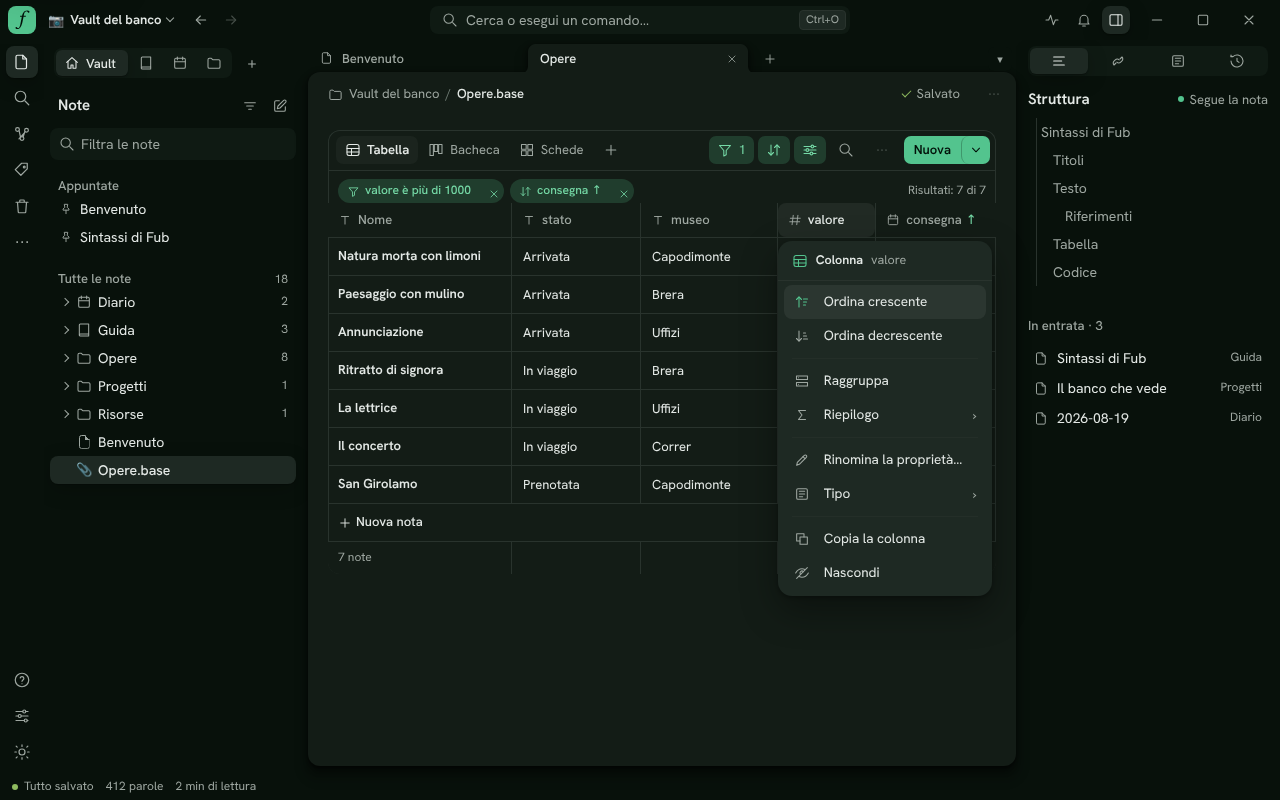 f Vault del banco
Cerca o esegui un comando... Ctrl+O
Vault
Benvenuto
Opere
Note
Filtra le note
Appuntate
Benvenuto
Sintassi di Fub
Tutte le note 18
Diario 2
Guida 3
Opere 8
Progetti 1
Risorse 1
Benvenuto
Opere.base
Vault del banco / Opere.base
Salvato
Tabella Bacheca Schede
1
Nuova
valore è più di 1000
consegna ↑
Risultati: 7 di 7
Nome stato museo valore consegna ↑
Natura morta con limoni Arrivata Capodimonte
Paesaggio con mulino Arrivata Brera
Annunciazione Arrivata Uffizi
Ritratto di signora In viaggio Brera
La lettrice In viaggio Uffizi
Il concerto In viaggio Correr
San Girolamo Prenotata Capodimonte
Nuova nota
7 note
Colonna valore
Ordina crescente
Ordina decrescente
Raggruppa
Riepilogo
Rinomina la proprietà...
Tipo
Copia la colonna
Nascondi
Struttura Segue la nota
Sintassi di Fub
Titoli
Testo
Riferimenti
Tabella
Codice
In entrata · 3
Sintassi di Fub Guida
Il banco che vede Progetti
2026-08-19 Diario
Tutto salvato 412 parole 2 min di lettura